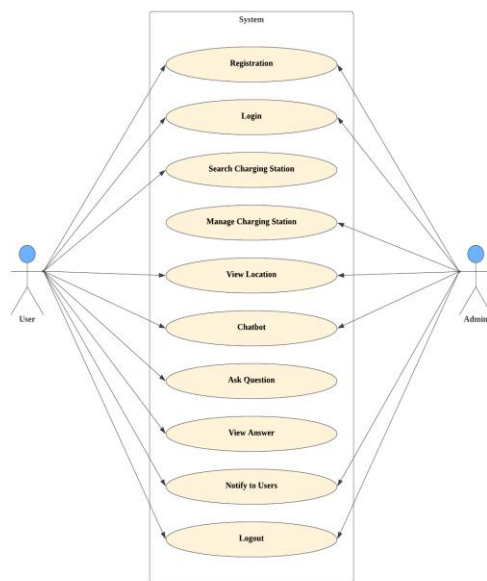 System
Registration
Login
Search Charging Station
Manage Charging Station
View Location
User
Admin
Chatbot
Ask Question
View Answer
Notify to Users
Logout